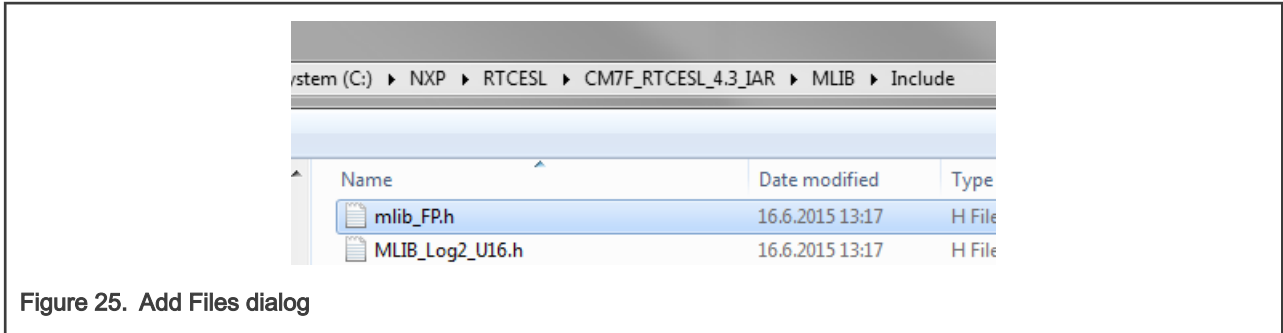 ystem (C:) ▸ NXP ▸ RTCESL ▸ CM7F_RTCESL_4.3_IAR ▸ MLIB ▸ Include
Name Date modified Type
mlib_FP.h 16.6.2015 13:17 H File
MLIB_Log2_U16.h 16.6.2015 13:17 H File
Figure 25. Add Files dialog